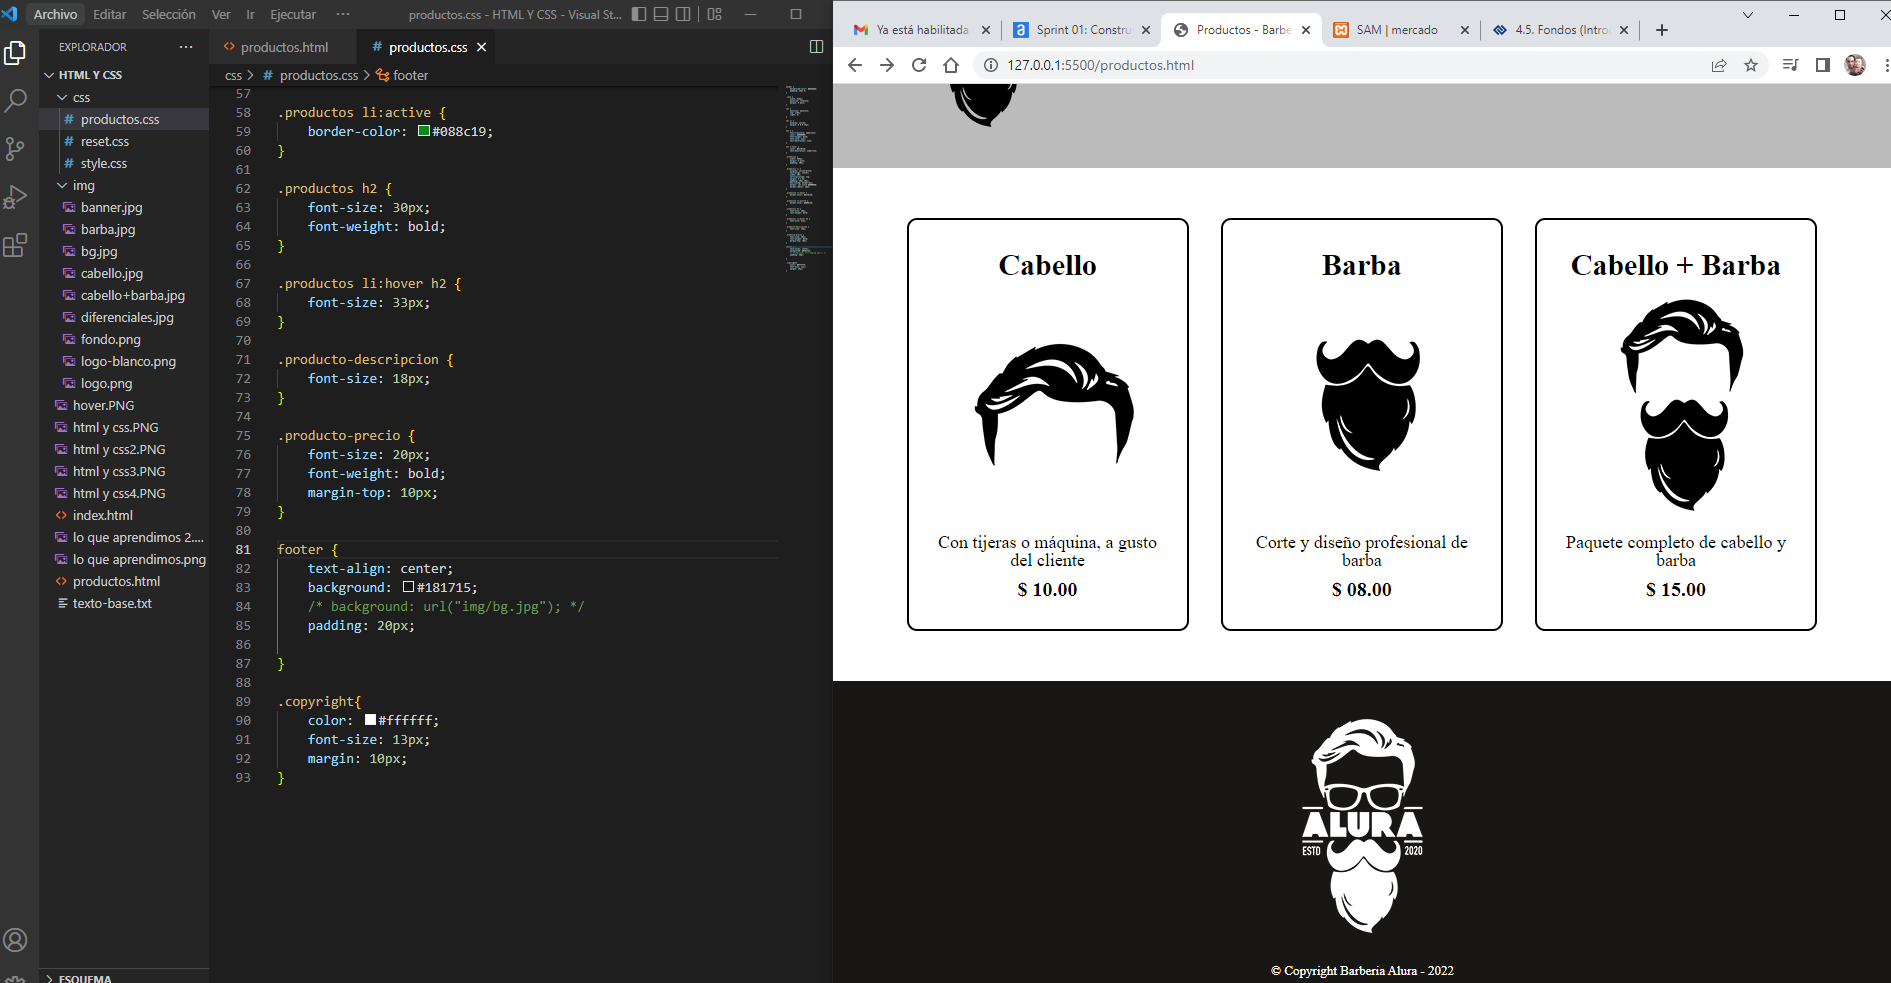 Archivo Editar Selección Ver Ir Ejecutar ··· productos.css - HTML Y CSS - Visual St...
EXPLORADOR ···
HTML Y CSS
css
# productos.css
# reset.css
# style.css
img
banner.jpg
barba.jpg
bg.jpg
cabello.jpg
cabello+barba.jpg
diferenciales.jpg
fondo.png
logo-blanco.png
logo.png
hover.PNG
html y css.PNG
html y css2.PNG
html y css3.PNG
html y css4.PNG
<> index.html
lo que aprendimos 2....
lo que aprendimos.png
<> productos.html
texto-base.txt
ESQUEMA
<> productos.html # productos.css
css > # productos.css > footer
57
58 .productos li:active {
59 border-color: #088c19;
60 }
61
62 .productos h2 {
63 font-size: 30px;
64 font-weight: bold;
65 }
66
67 .productos li:hover h2 {
68 font-size: 33px;
69 }
70
71 .producto-descripcion {
72 font-size: 18px;
73 }
74
75 .producto-precio {
76 font-size: 20px;
77 font-weight: bold;
78 margin-top: 10px;
79 }
80
81 footer {
82 text-align: center;
83 background: #181715;
84 /* background: url("img/bg.jpg"); */
85 padding: 20px;
86
87 }
88
89 .copyright{
90 color: #ffffff;
91 font-size: 13px;
92 margin: 10px;
93 }
Ya está habilitada Sprint 01: Constru Productos - Barbe SAM | mercado 4.5. Fondos (Intro
127.0.0.1:5500/productos.html
Cabello
Con tijeras o máquina, a gusto
del cliente
$ 10.00
Barba
Corte y diseño profesional de
barba
$ 08.00
Cabello + Barba
Paquete completo de cabello y
barba
$ 15.00
ALURA
ESTD 2020
© Copyright Barberia Alura - 2022